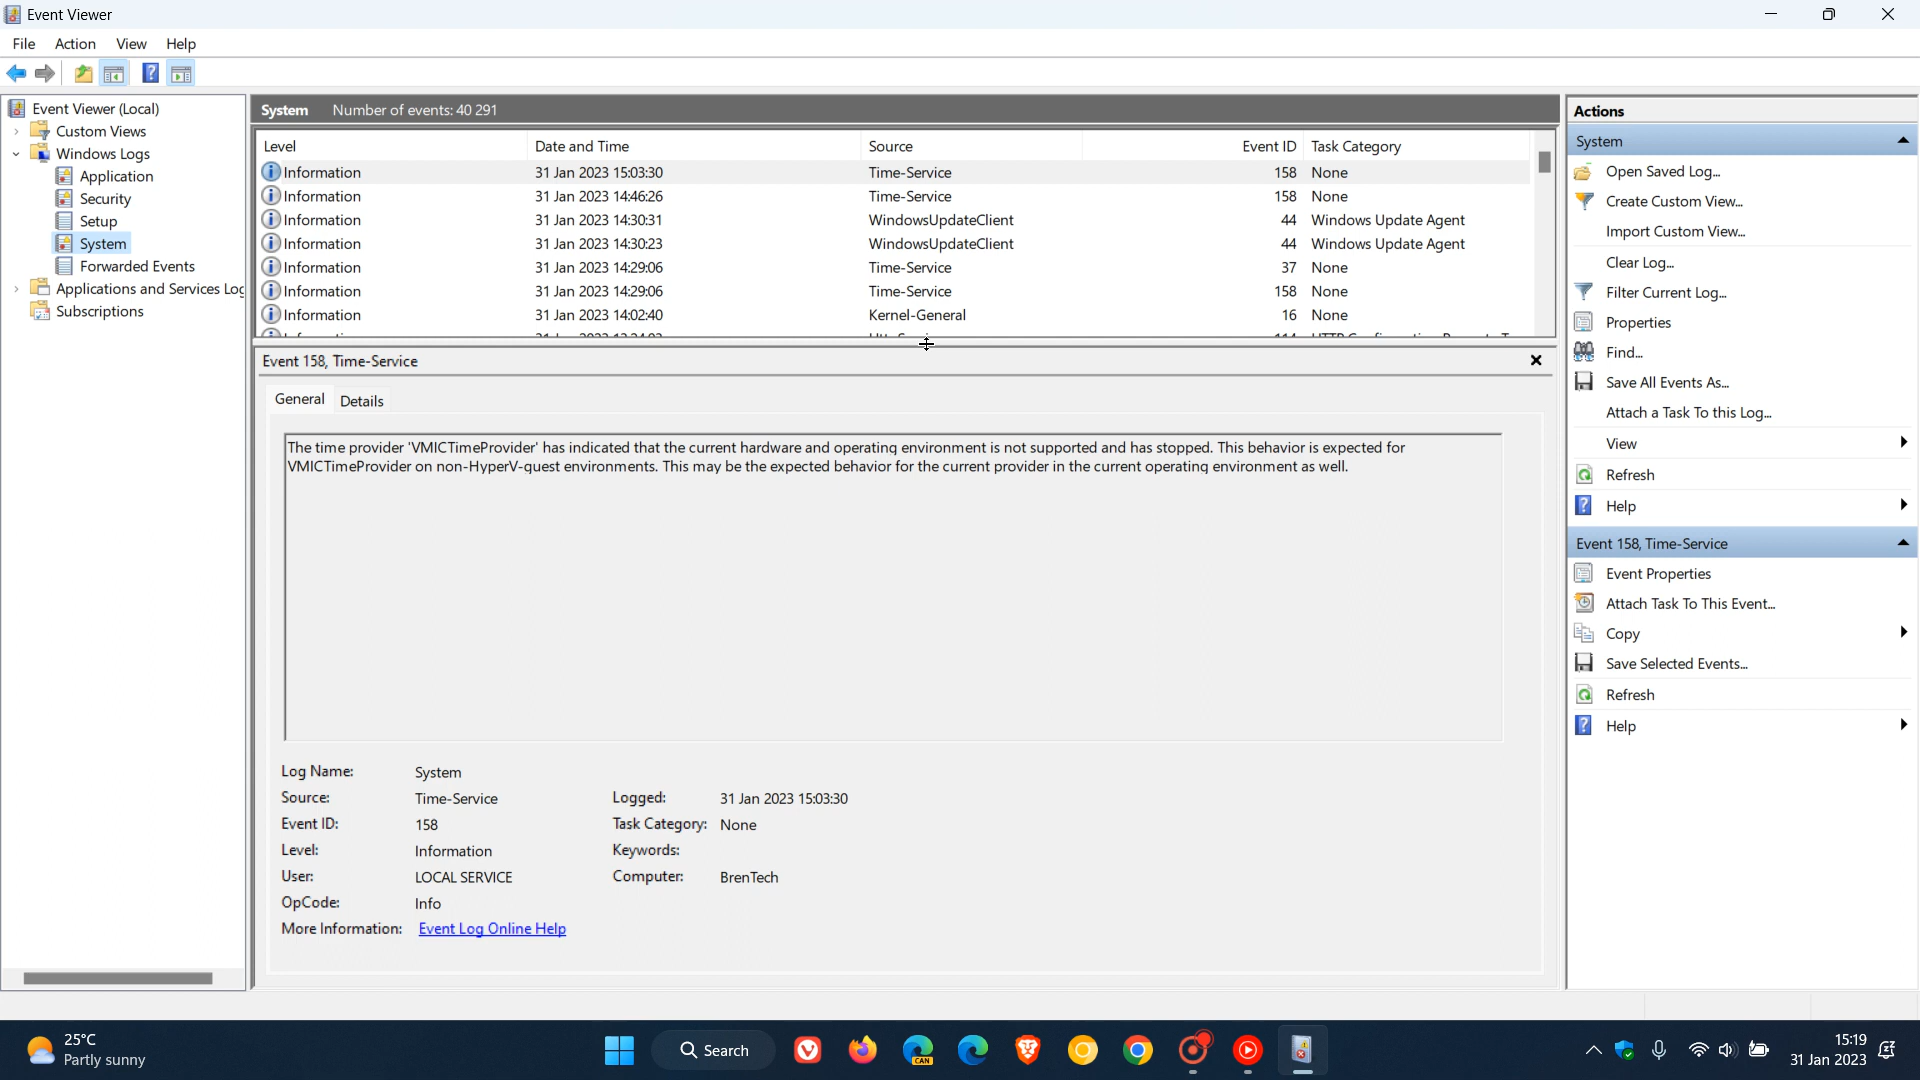 Event Viewer
File Action View Help
Event Viewer (Local)
Custom Views
Windows Logs
Application
Security
Setup
System
Forwarded Events
Applications and Services
Subscriptions
System Number of events: 40 291
Level Date and Time Source Event ID Task Category
Information 31 Jan 2023 15:03:30 Time-Service 158 None
Information 31 Jan 2023 14:46:26 Time-Service 158 None
Information 31 Jan 2023 14:30:31 WindowsUpdateClient 44 Windows Update Agent
Information 31 Jan 2023 14:30:23 WindowsUpdateClient 44 Windows Update Agent
Information 31 Jan 2023 14:29:06 Time-Service 37 None
Information 31 Jan 2023 14:29:06 Time-Service 158 None
Information 31 Jan 2023 14:02:40 Kernel-General 16 None
Event 158, Time-Service
General Details
The time provider 'VMICTimeProvider' has indicated that the current hardware and operating environment is not supported and has stopped. This behavior is expected for
VMICTimeProvider on non-HyperV-guest environments. This may be the expected behavior for the current provider in the current operating environment as well.
Log Name: System
Source: Time-Service Logged: 31 Jan 2023 15:03:30
Event ID: 158 Task Category: None
Level: Information Keywords:
User: LOCAL SERVICE Computer: BrenTech
OpCode: Info
More Information: Event Log Online Help
Actions
System
Open Saved Log...
Create Custom View...
Import Custom View...
Clear Log...
Filter Current Log...
Properties
Find...
Save All Events As...
Attach a Task To this Log...
View
Refresh
Help
Event 158, Time-Service
Event Properties
Attach Task To This Event...
Copy
Save Selected Events...
Refresh
Help
25°C
Partly sunny
Search
CAN
15:19
31 Jan 2023